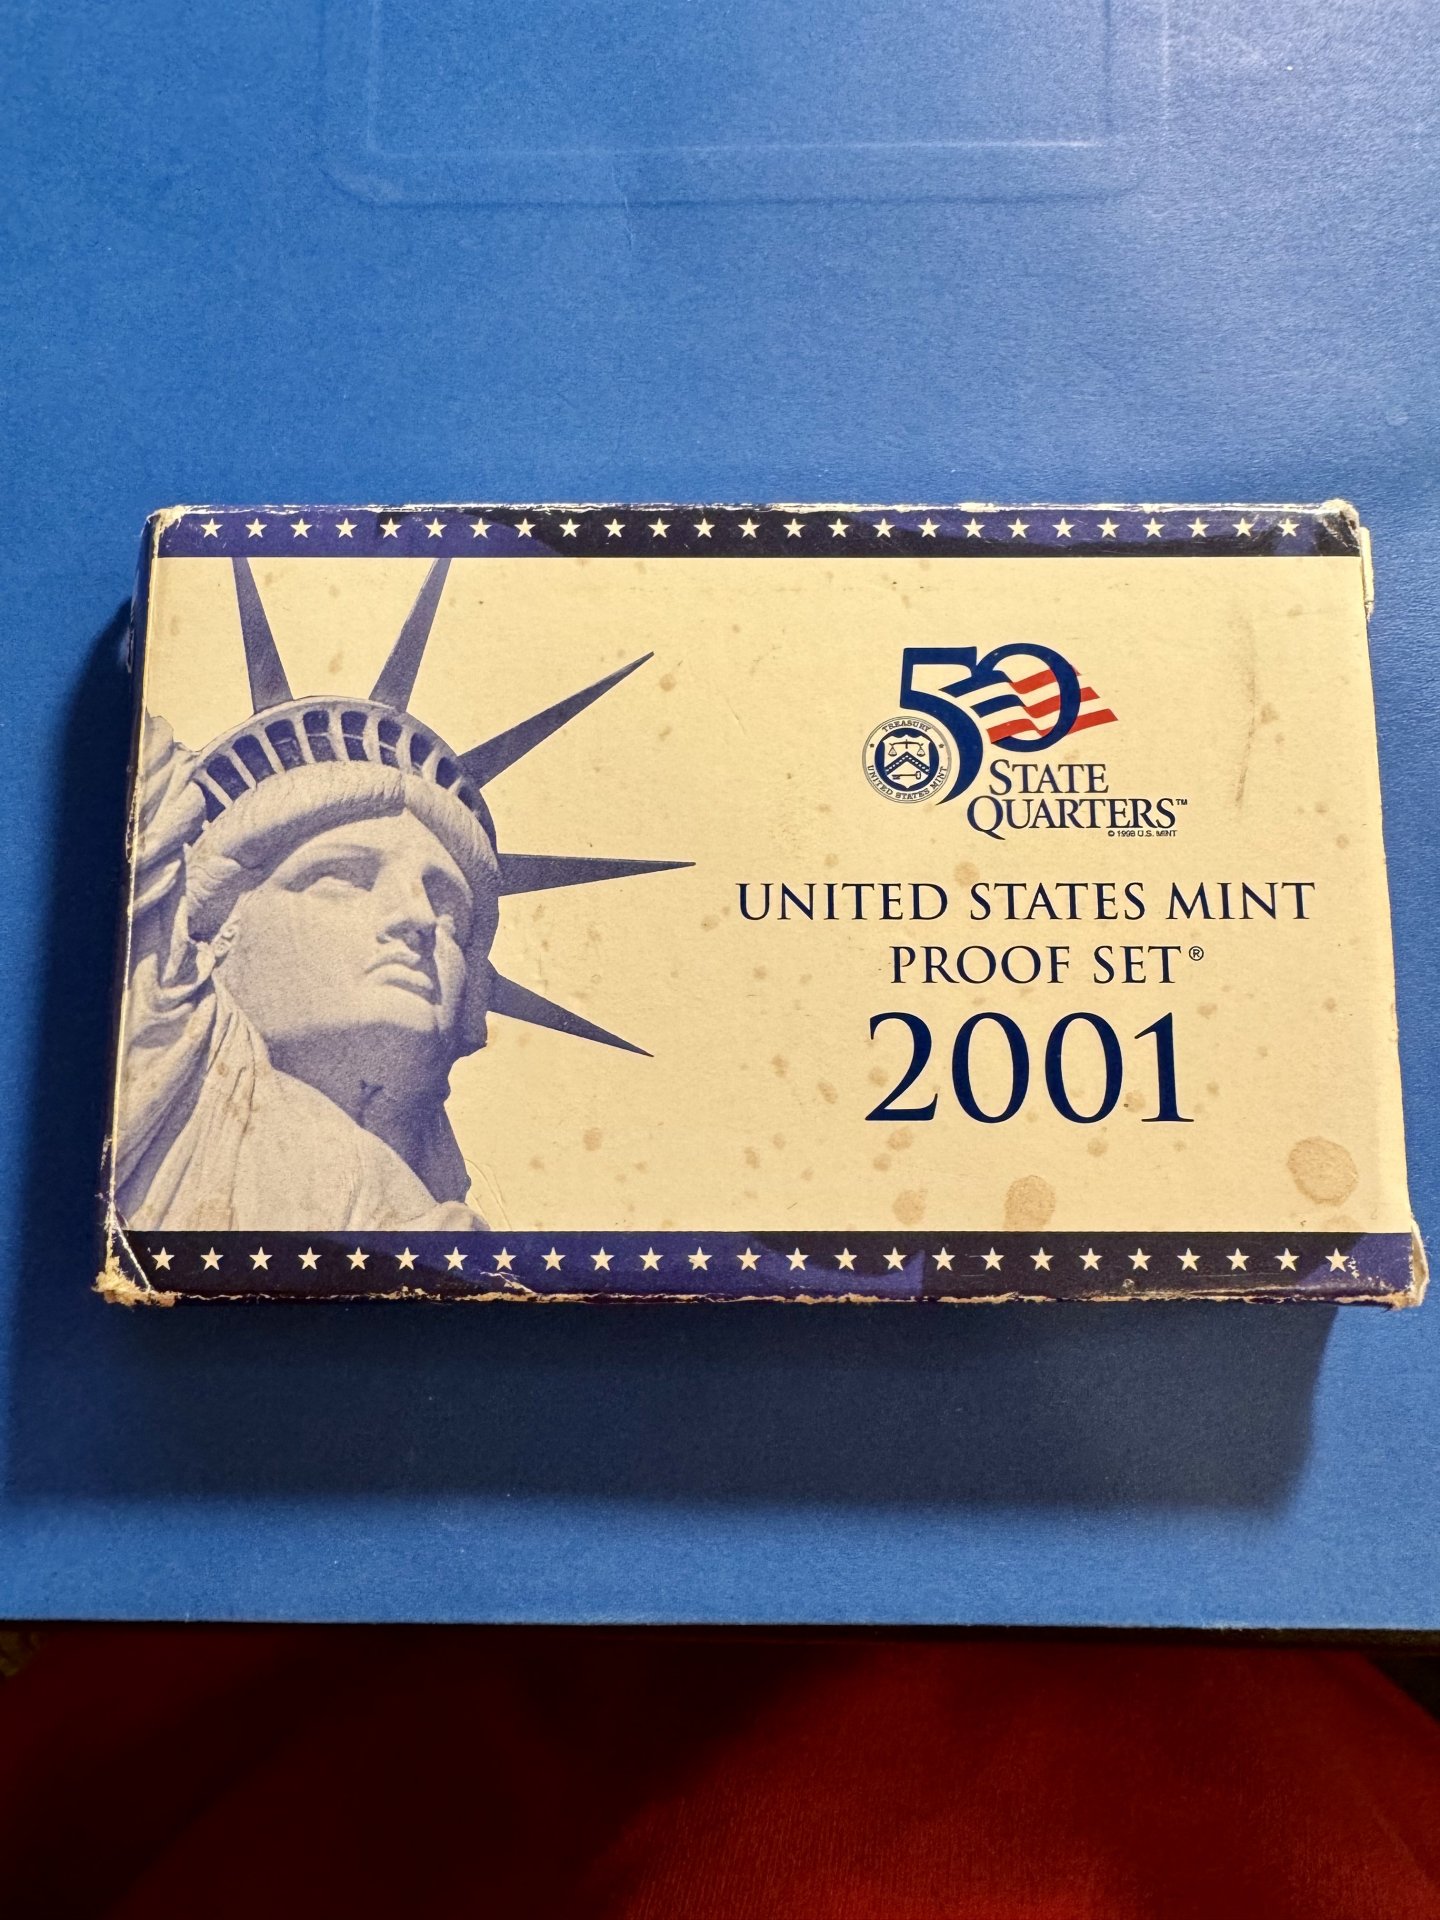 50
TREASURY
UNITED STATES MINT
STATE
QUARTERS™
© 1998 U.S. MINT
UNITED STATES MINT
PROOF SET®
2001